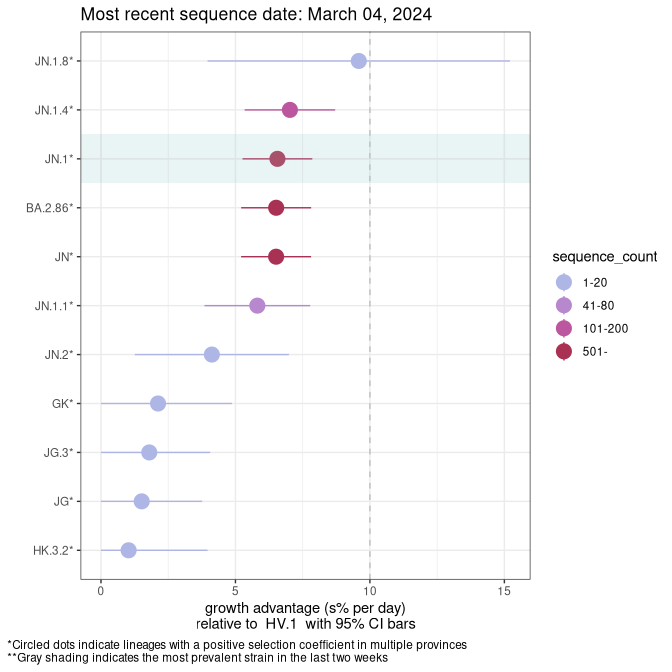 Most recent sequence date: March 04, 2024
JN.1.8*
JN.1.4*
JN.1*
BA.2.86*
JN*
JN.1.1*
JN.2*
GK*
JG.3*
JG*
HK.3.2*
0 5 10 15
growth advantage (s% per day)
relative to HV.1 with 95% CI bars
sequence_count
1-20
41-80
101-200
501-
*Circled dots indicate lineages with a positive selection coefficient in multiple provinces
**Gray shading indicates the most prevalent strain in the last two weeks